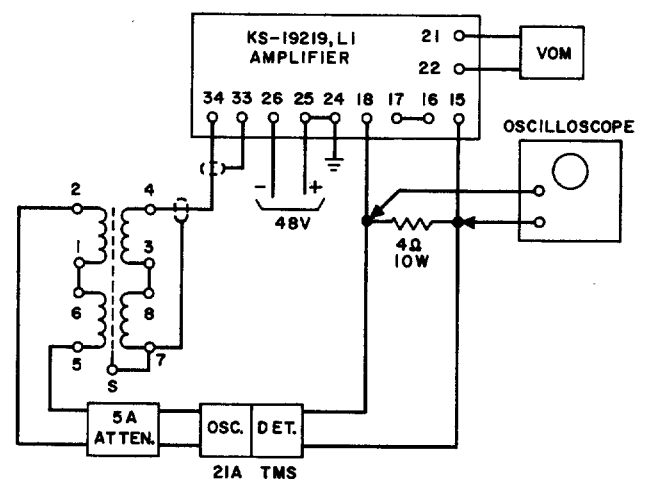 KS-19219, L1
AMPLIFIER
21
22
VOM
34 33 26 25 24 18 17 16 15
OSCILLOSCOPE
- +
48V
4Ω
10W
2 4
1 3
6 8
5 7
S
5A
ATTEN.
OSC. DET.
21A TMS